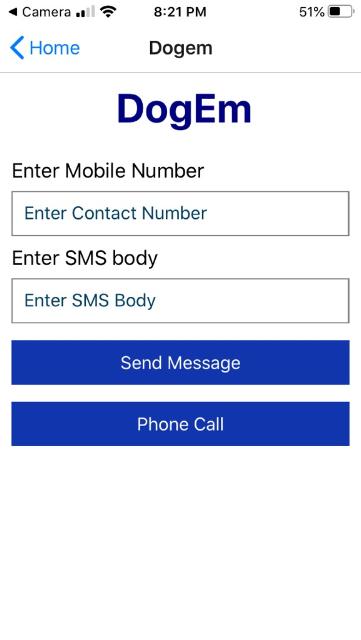 Camera 8:21 PM 51%
Home Dogem
DogEm
Enter Mobile Number
Enter Contact Number
Enter SMS body
Enter SMS Body
Send Message
Phone Call